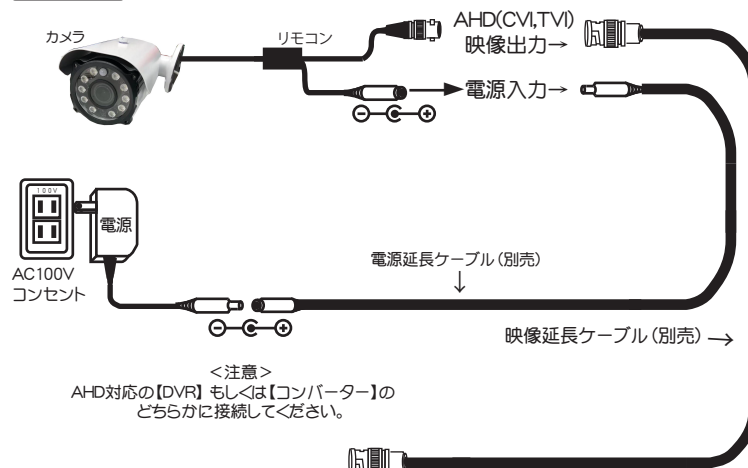 カメラ
リモコン
AHD(CVI,TVI)
映像出力→
電源入力→
100V
電源
AC100V
コンセント
電源延長ケーブル(別売)
↓
映像延長ケーブル(別売)→
<注意>
AHD対応の【DVR】もしくは【コンバーター】の
どちらかに接続してください。